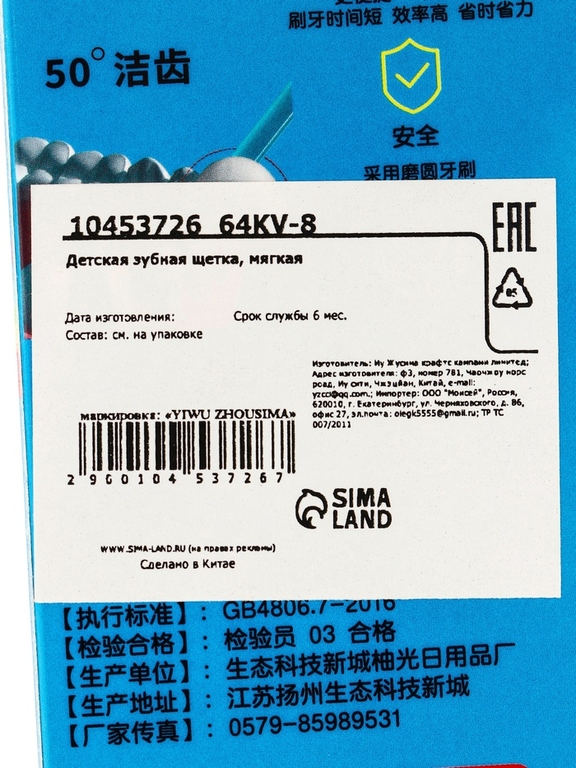 刷牙时间短 效率高 省时省力
50°洁齿
安全
采用磨圆牙刷
10453726 64KV-8
EAC
Детская зубная щетка, мягкая
05
Дата изготовления: Срок службы 6 мес.
Состав: см. на упаковке
Изготовитель: Иу Жусима крафтс кампани лимитед;
Адрес изготовителя: ф3, номер 781, Чаочжоу норс
роад, Иу сити, Чжэцзян, Китай, e-mail:
yzcci@qq.com.; Импортер: ООО "Моисей", Россия,
620010, г. Екатеринбург, ул. Черняховского, д. 86,
офис 27, эл.почта: olegk5555@gmail.ru; ТР ТС
007/2011
маркировка: «YIWU ZHOUSIMA»
2 900104 537267
SIMA
LAND
WWW.SIMA-LAND.RU (на правах рекламы)
Сделано в Китае
【执行标准】: GB4806.7-2016
【检验合格】: 检验员 03 合格
【生产单位】: 生态科技新城柚光日用品厂
【生产地址】: 江苏扬州生态科技新城
【厂家传真】: 0579-85989531